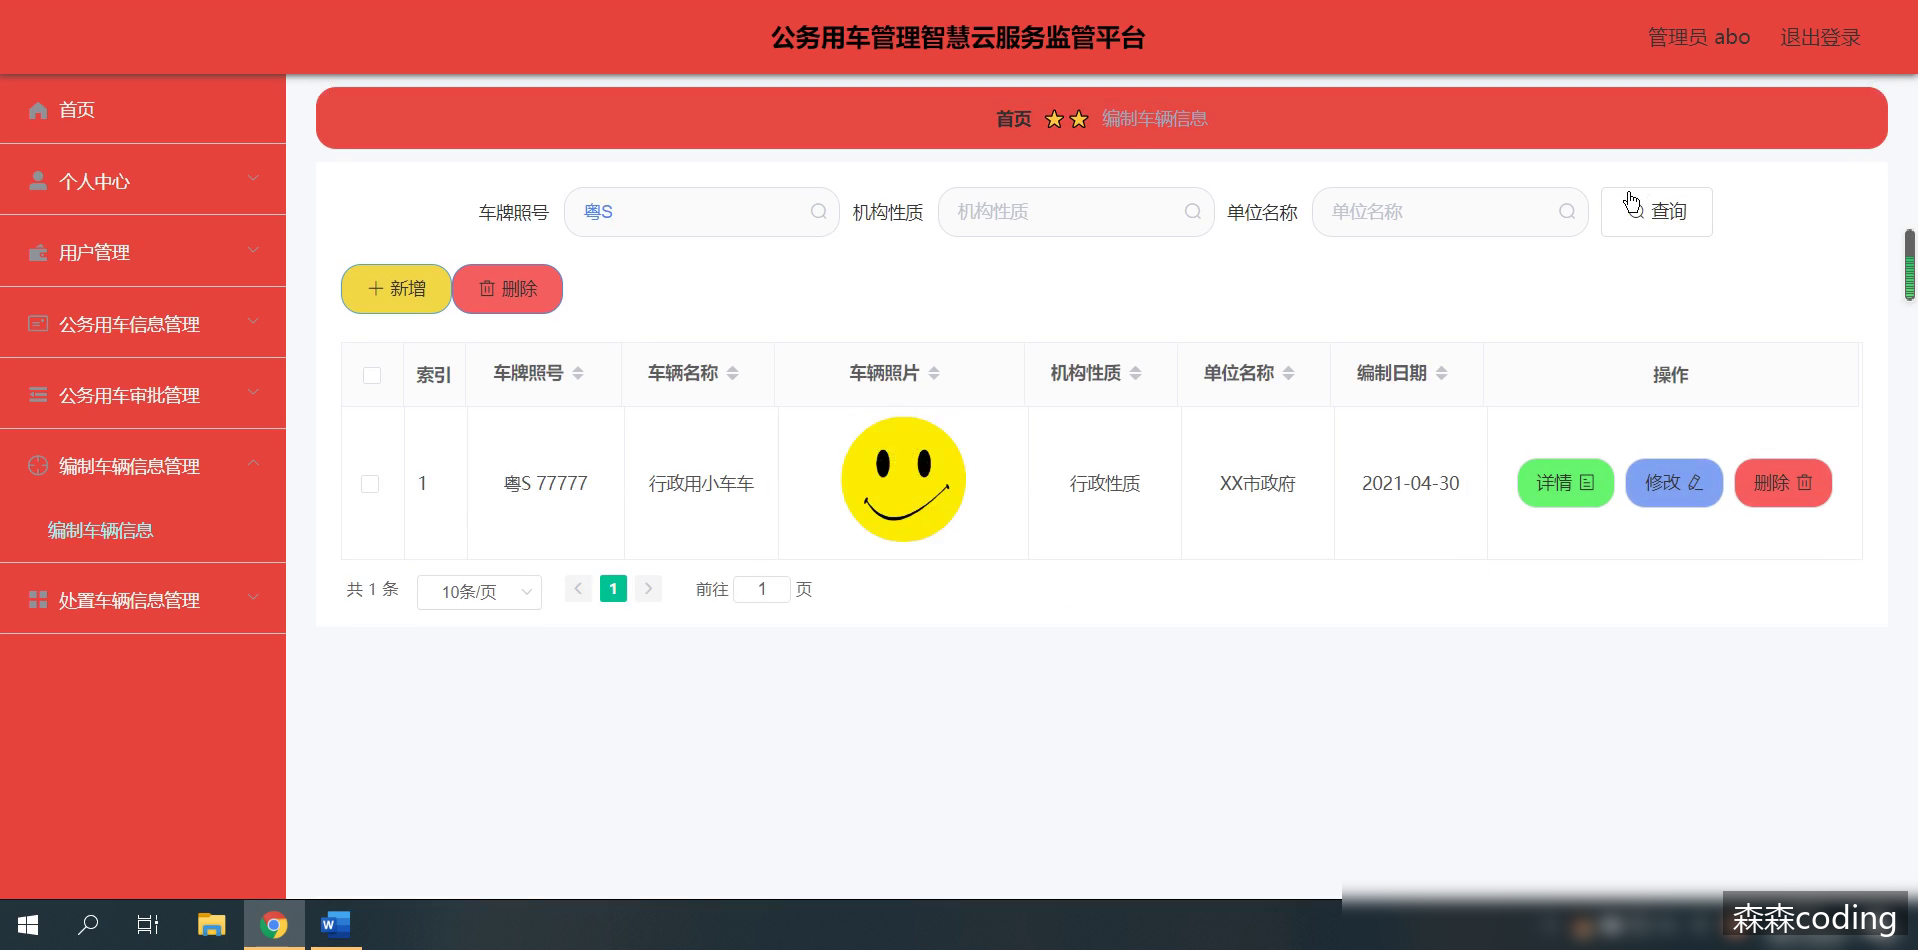 公务用车管理智慧云服务监管平台
管理员 abo
退出登录
首页
个人中心
用户管理
公务用车信息管理
公务用车审批管理
编制车辆信息管理
编制车辆信息
处置车辆信息管理
首页 编制车辆信息
车牌照号 粤S 机构性质 机构性质 单位名称 单位名称 查询
新增 删除
索引 车牌照号 车辆名称 车辆照片 机构性质 单位名称 编制日期 操作
1 粤S 77777 行政用小车车 行政性质 XX市政府 2021-04-30 详情 修改 删除
共 1 条 10条/页 1 前往 1 页
森森coding